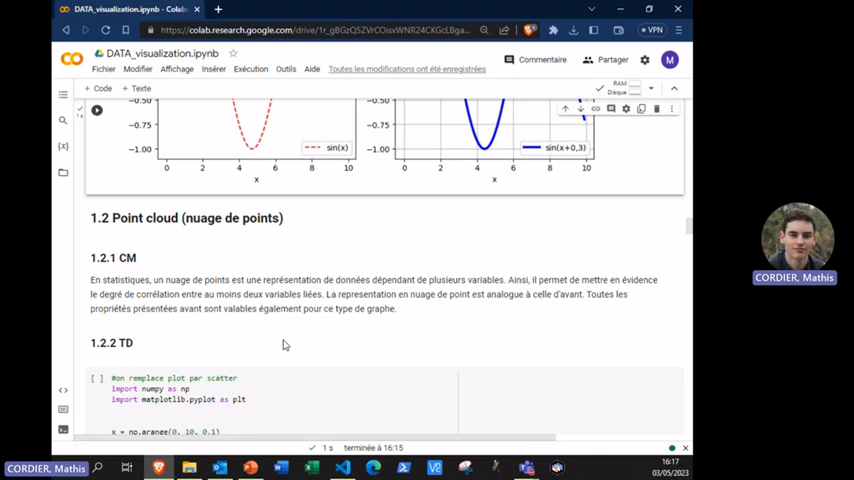 DATA_visualization.ipynb - Colab
https://colab.research.google.com/drive/1r_gBGzQ5ZVrCOisxWNR24CKGcLBga...
VPN
DATA_visualization.ipynb
Commentaire
Partager
M
Fichier Modifier Affichage Insérer Exécution Outils Aide Toutes les modifications ont été enregistrées
+ Code + Texte
RAM
Disque
1 s
{x}
−0.50 −0.50
−0.75 −0.75
−1.00 −1.00
sin(x) sin(x+0,3)
0 2 4 6 8 10 0 2 4 6 8 10
x x
1.2 Point cloud (nuage de points)
1.2.1 CM
En statistiques, un nuage de points est une représentation de données dépendant de plusieurs variables. Ainsi, il permet de mettre en évidence
le degré de corrélation entre au moins deux variables liées. La representation en nuage de point est analogue à celle d'avant. Toutes les
propriétés présentées avant sont valables également pour ce type de graphe.
1.2.2 TD
[ ] #on remplace plot par scatter
import numpy as np
import matplotlib.pyplot as plt
x = np.arange(0, 10, 0.1)
1 s terminée à 16:15
16:17
03/05/2023
CORDIER, Mathis
CORDIER, Mathis